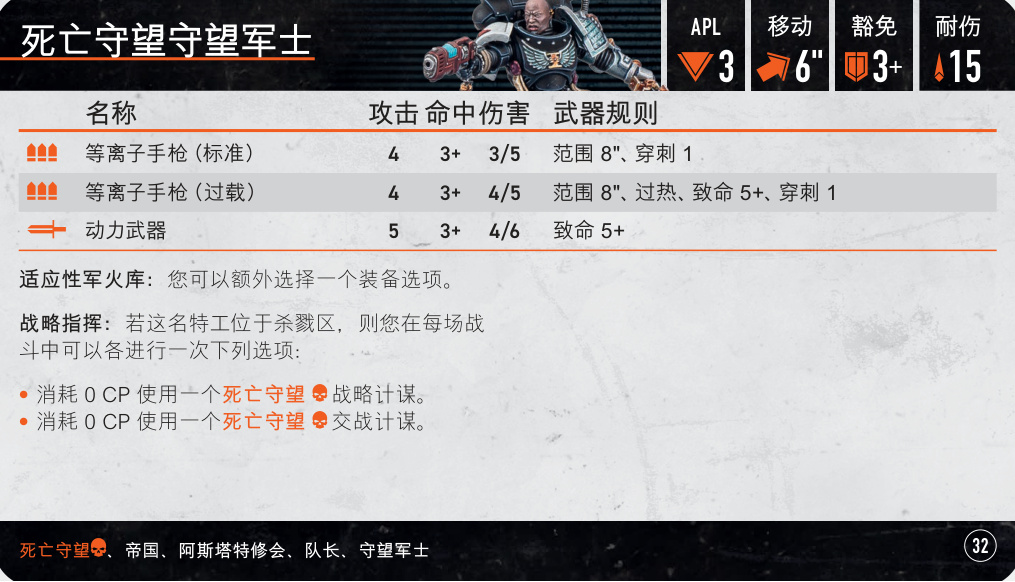 死亡守望守望军士
APL 移动 豁免 耐伤
3 6" 3+ 15
名称 攻击 命中 伤害 武器规则
等离子手枪（标准） 4 3+ 3/5 范围 8"、穿刺 1
等离子手枪（过载） 4 3+ 4/5 范围 8"、过热、致命 5+、穿刺 1
动力武器 5 3+ 4/6 致命 5+
适应性军火库：您可以额外选择一个装备选项。
战略指挥：若这名特工位于杀戮区，则您在每场战
斗中可以各进行一次下列选项：
• 消耗 0 CP 使用一个死亡守望 战略计谋。
• 消耗 0 CP 使用一个死亡守望 交战计谋。
死亡守望 、帝国、阿斯塔特修会、队长、守望军士
32